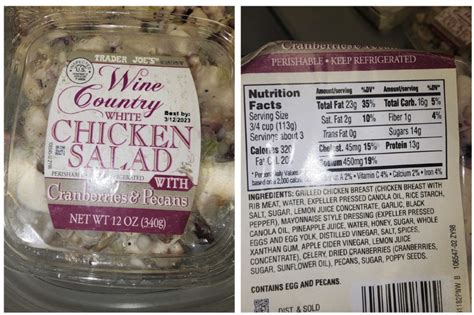 TRADER JOE'S
Wine
Country
WHITE
CHICKEN
SALAD
WITH
Cranberries & Pecans
NET WT 12 OZ (340g)
Best by:
3/12/2023
PERISHABLE • KEEP REFRIGERATED
Nutrition
Facts
Serving Size
3/4 cup (113g)
Servings about 3
Calories 320
Amount/serving %DV*
Total Fat 23g 35%
Sat. Fat 2g 10%
Trans Fat 0g
Cholest. 45mg 15%
Sodium 450mg 19%
Amount/serving %DV*
Total Carb. 16g 5%
Fiber 1g 4%
Sugars 14g
Protein 13g
Vitamin C 4% • Calcium 2% • Iron 4%
INGREDIENTS: GRILLED CHICKEN BREAST (CHICKEN BREAST WITH
RIB MEAT, WATER, EXPELLER PRESSED CANOLA OIL, RICE STARCH,
SALT, SUGAR, LEMON JUICE CONCENTRATE, GARLIC, BLACK
PEPPER), MAYONNAISE STYLE DRESSING (EXPELLER PRESSED
CANOLA OIL, PINEAPPLE JUICE, WATER, HONEY, SUGAR, WHOLE
EGGS AND EGG YOLK, DISTILLED VINEGAR, SALT, SPICES,
XANTHAN GUM, APPLE CIDER VINEGAR, LEMON JUICE
CONCENTRATE), CELERY, DRIED CRANBERRIES (CRANBERRIES,
SUGAR, SUNFLOWER OIL), PECANS, SUGAR, POPPY SEEDS.
CONTAINS EGG AND PECANS.
DIST. & SOLD